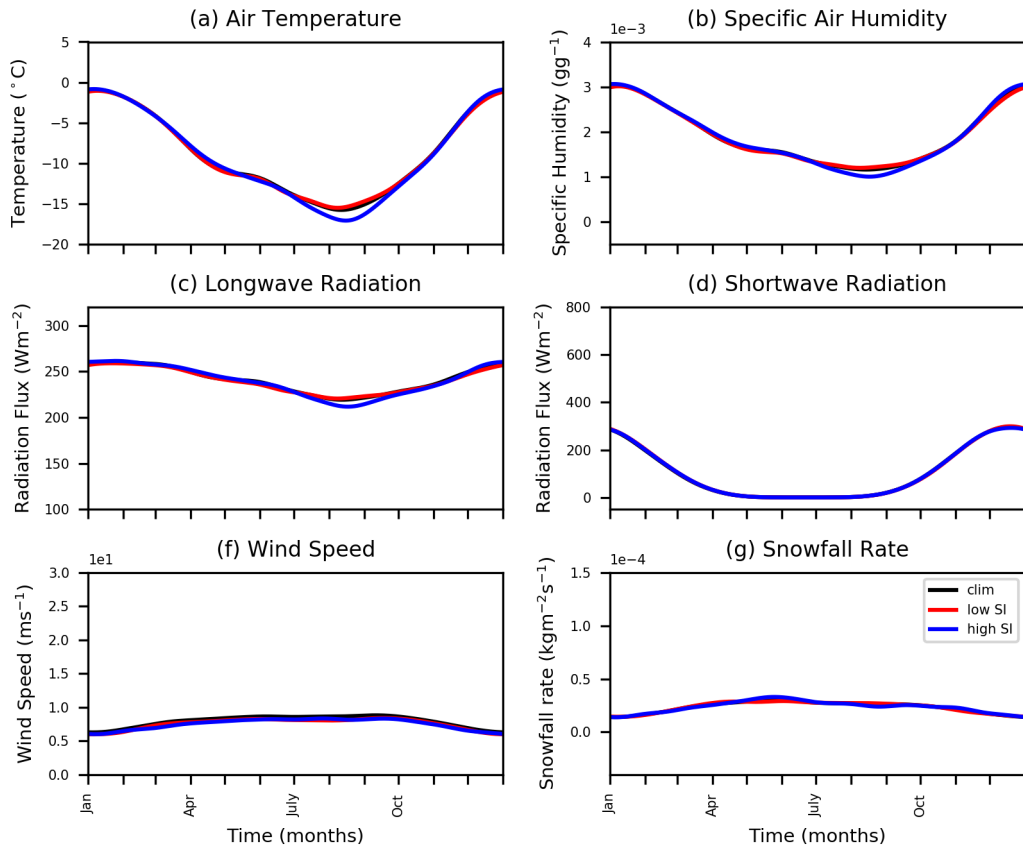 (a) Air Temperature
Temperature (°C)
5
0
−5
−10
−15
−20
(b) Specific Air Humidity
1e−3
Specific Humidity (gg⁻¹)
4
3
2
1
0
(c) Longwave Radiation
Radiation Flux (Wm⁻²)
300
250
200
150
100
(d) Shortwave Radiation
Radiation Flux (Wm⁻²)
800
600
400
200
0
(f) Wind Speed
1e1
Wind Speed (ms⁻¹)
3.0
2.5
2.0
1.5
1.0
0.5
0.0
Jan
Apr
July
Oct
Time (months)
(g) Snowfall Rate
1e−4
Snowfall rate (kgm⁻²s⁻¹)
1.5
1.0
0.5
0.0
clim
low SI
high SI
Jan
Apr
July
Oct
Time (months)